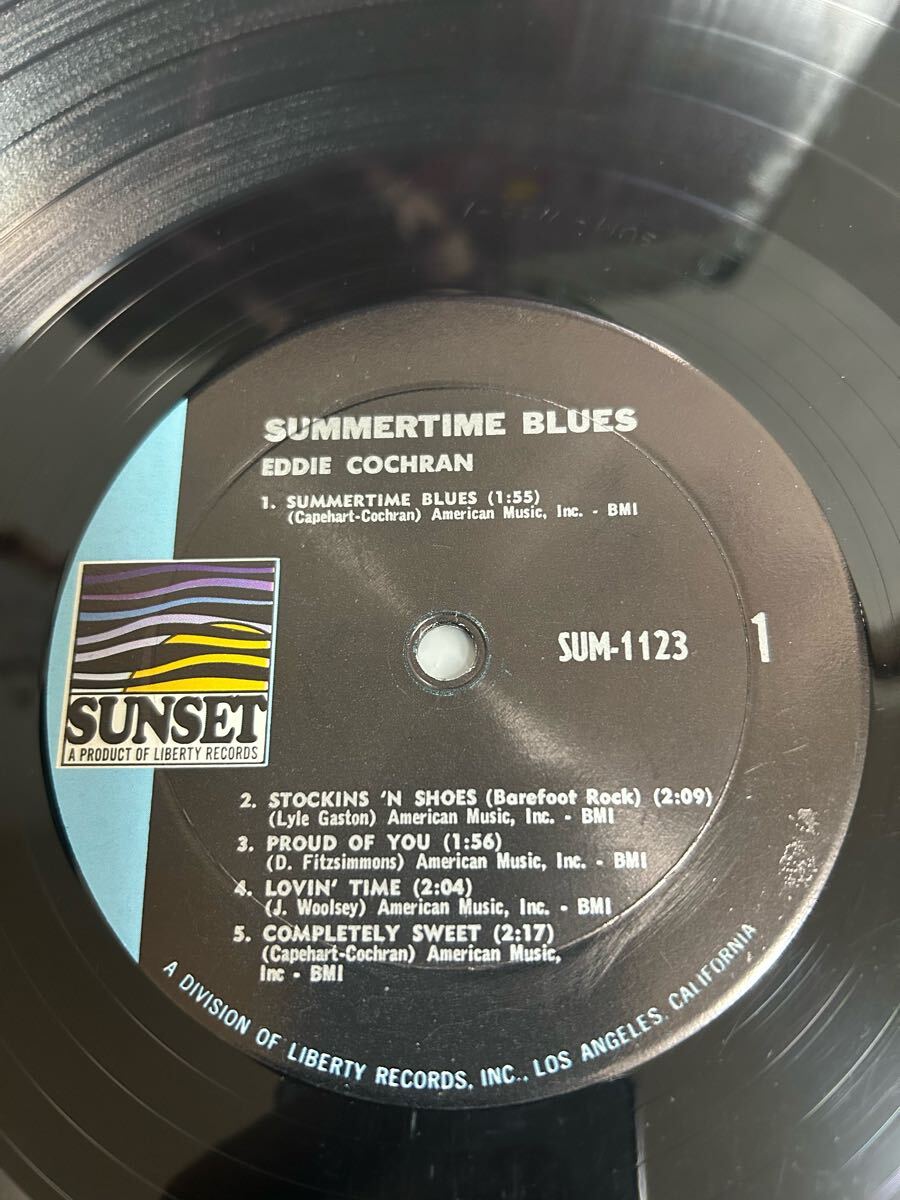 SUMMERTIME BLUES
EDDIE COCHRAN
1. SUMMERTIME BLUES (1:55)
(Capehart-Cochran) American Music, Inc. - BMI
SUM-1123
1
SUNSET
A PRODUCT OF LIBERTY RECORDS
2. STOCKINS 'N SHOES (Barefoot Rock) (2:09)
(Lyle Gaston) American Music, Inc. - BMI
3. PROUD OF YOU (1:56)
(D. Fitzsimmons) American Music, Inc. - BMI
4. LOVIN' TIME (2:04)
(J. Woolsey) American Music, Inc. - BMI
5. COMPLETELY SWEET (2:17)
(Capehart-Cochran) American Music,
Inc - BMI
A DIVISION OF LIBERTY RECORDS, INC., LOS ANGELES, CALIFORNIA